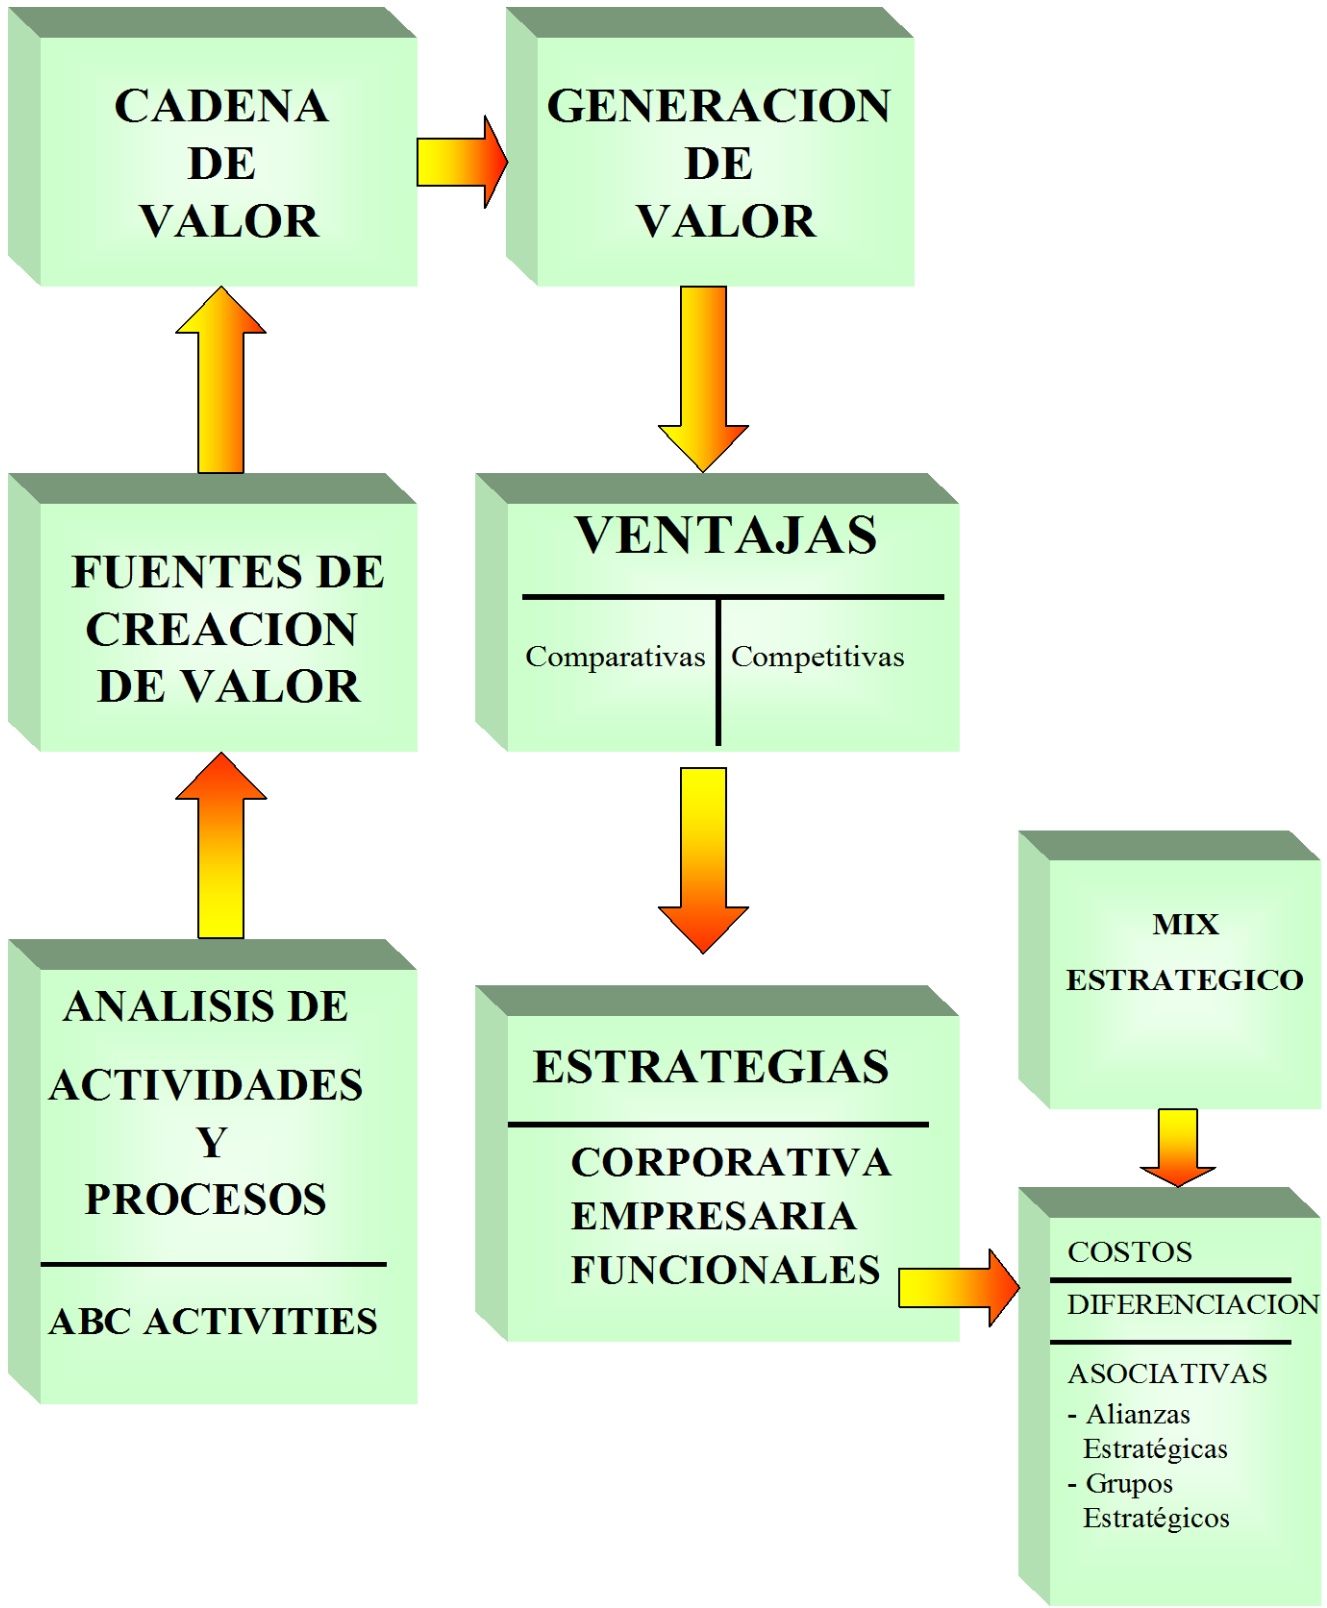 CADENA
DE
VALOR
GENERACION
DE
VALOR
FUENTES DE
CREACION
DE VALOR
VENTAJAS
Comparativas
Competitivas
ANALISIS DE
ACTIVIDADES
Y
PROCESOS
ABC ACTIVITIES
ESTRATEGIAS
CORPORATIVA
EMPRESARIA
FUNCIONALES
MIX
ESTRATEGICO
COSTOS
DIFERENCIACION
ASOCIATIVAS
- Alianzas
Estratégicas
- Grupos
Estratégicos